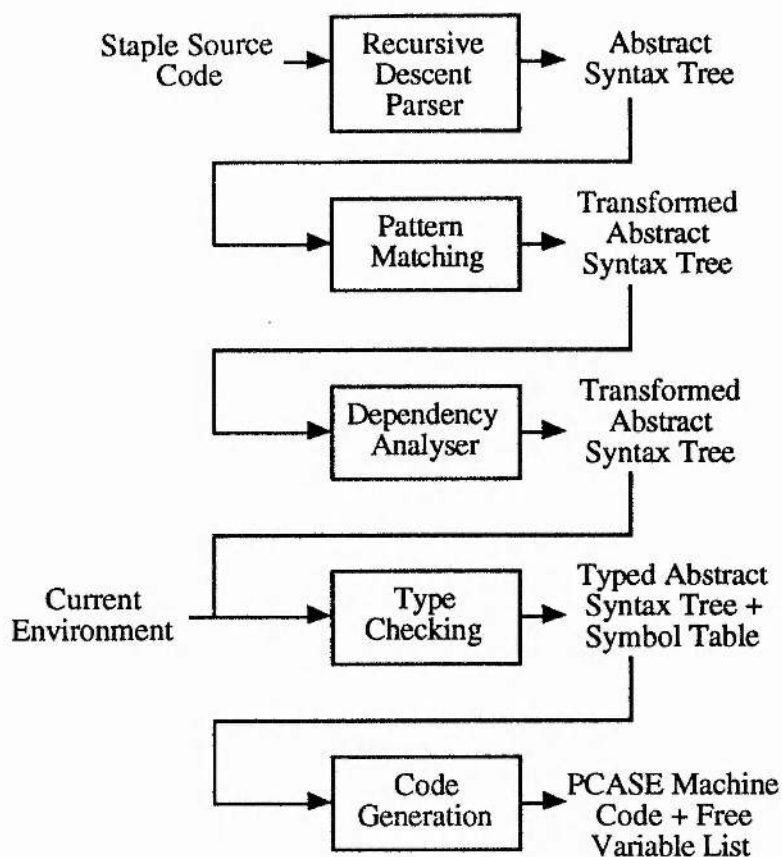 Staple Source
Code
Recursive
Descent
Parser
Abstract
Syntax Tree
Pattern
Matching
Transformed
Abstract
Syntax Tree
Dependency
Analyser
Transformed
Abstract
Syntax Tree
Current
Environment
Type
Checking
Typed Abstract
Syntax Tree +
Symbol Table
Code
Generation
PCASE Machine
Code + Free
Variable List